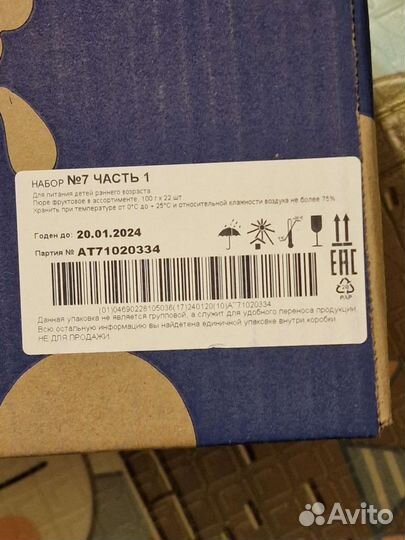 НАБОР №7 ЧАСТЬ 1
Для питания детей раннего возраста
Пюре фруктовое в ассортименте, 100 г x 22 шт
Хранить при температуре от 0°С до + 25°С и относительной влажности воздуха не более 75%
Годен до: 20.01.2024
Партия № АТ71020334
EAC
PAP
(01)04690228105036(17)240120(10)АТ71020334
Данная упаковка не является групповой, а служит для удобного переноса продукции
Всю остальную информацию вы найдетена единичной упаковке внутри коробки
НЕ ДЛЯ ПРОДАЖИ
Avito